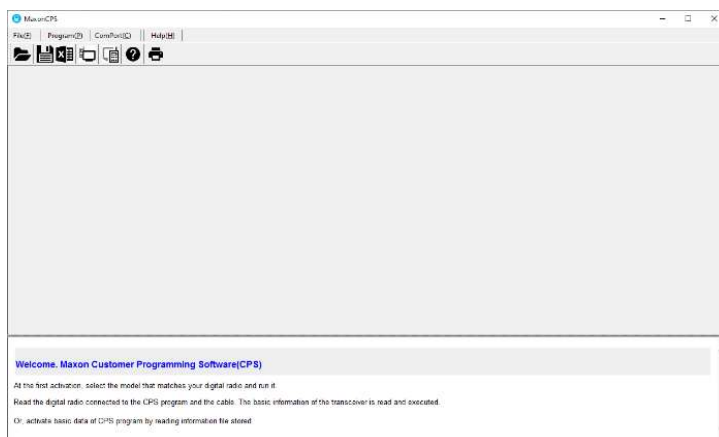 MaxonCPS
File(F) Program(P) ComPort(C) Help(H)
Welcome. Maxon Customer Programming Software(CPS)
At the first activation, select the model that matches your digital radio and run it.
Read the digital radio connected to the CPS program and the cable. The basic information of the transceiver is read and executed.
Or, activate basic data of CPS program by reading information file stored